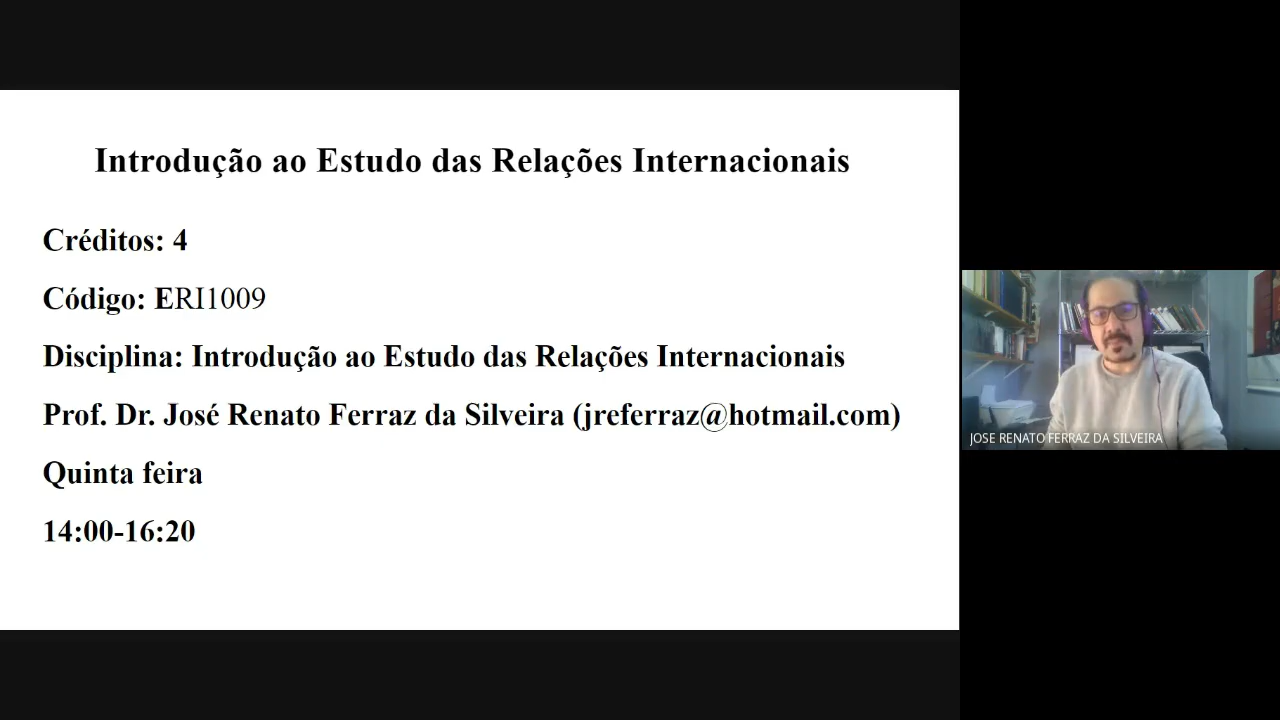 Introdução ao Estudo das Relações Internacionais
Créditos: 4
Código: ERI1009
Disciplina: Introdução ao Estudo das Relações Internacionais
Prof. Dr. José Renato Ferraz da Silveira (jreferraz@hotmail.com)
Quinta feira
14:00-16:20
JOSE RENATO FERRAZ DA SILVEIRA